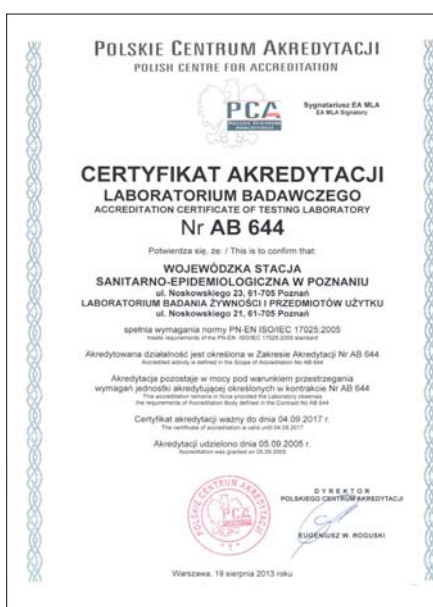 POLSKIE CENTRUM AKREDYTACJI
POLISH CENTRE FOR ACCREDITATION
PCA
POLSKIE CENTRUM
AKREDYTACJI
Sygnatariusz EA MLA
EA MLA Signatory
CERTYFIKAT AKREDYTACJI
LABORATORIUM BADAWCZEGO
ACCREDITATION CERTIFICATE OF TESTING LABORATORY
Nr AB 644
Potwierdza się, że: / This is to confirm that:
WOJEWÓDZKA STACJA
SANITARNO-EPIDEMIOLOGICZNA W POZNANIU
ul. Noskowskiego 23, 61-705 Poznań
LABORATORIUM BADANIA ŻYWNOŚCI I PRZEDMIOTÓW UŻYTKU
ul. Noskowskiego 21, 61-705 Poznań
spełnia wymagania normy PN-EN ISO/IEC 17025:2005
meets requirements of the PN-EN ISO/IEC 17025:2005 standard
Akredytowana działalność jest określona w Zakresie Akredytacji Nr AB 644
Accredited activity is defined in the Scope of Accreditation No AB 644
Akredytacja pozostaje w mocy pod warunkiem przestrzegania
wymagań jednostki akredytującej określonych w kontrakcie Nr AB 644
This accreditation remains in force provided the Laboratory observes
the requirements of Accreditation Body defined in the Contract No AB 644
Certyfikat akredytacji ważny do dnia 04.09.2017 r.
The certificate of accreditation is valid until 04.09.2017
Akredytacji udzielono dnia 05.09.2005 r.
Accreditation was granted on 05.09.2005
POLSKIE CENTRUM AKREDYTACJI
PCA
DYREKTOR
POLSKIEGO CENTRUM AKREDYTACJI
EUGENIUSZ W. ROGUSKI
Warszawa, 19 sierpnia 2013 roku